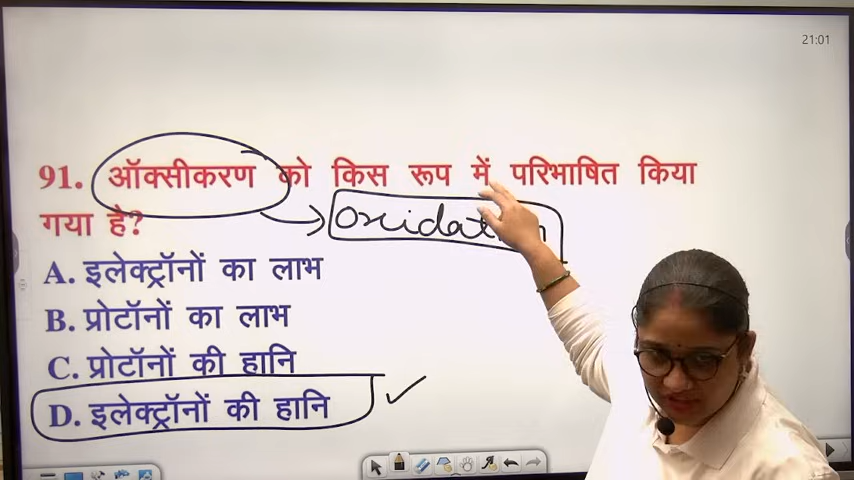 21:01
91. ऑक्सीकरण को किस रूप में परिभाषित किया
गया है?
Oxidation
A. इलेक्ट्रॉनों का लाभ
B. प्रोटॉनों का लाभ
C. प्रोटॉनों की हानि
D. इलेक्ट्रॉनों की हानि